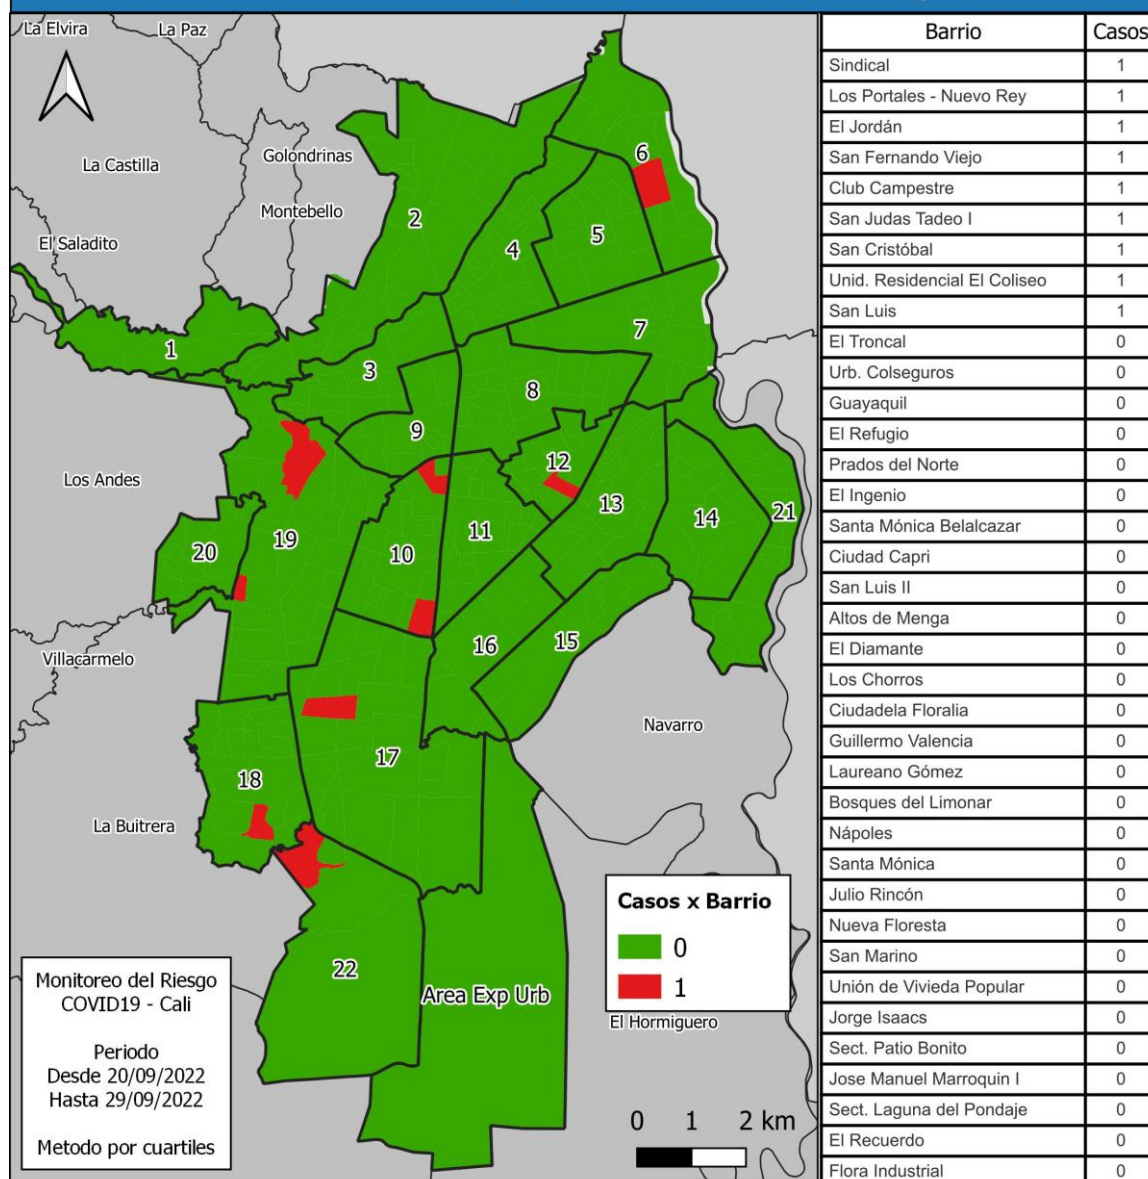 La Elvira
La Paz
La Castilla
Golondrinas
Montebello
El Saladito
Los Andes
Villacarmelo
La Buitrera
Navarro
El Hormiguero
Area Exp Urb
1
2
3
4
5
6
7
8
9
10
11
12
13
14
15
16
17
18
19
20
21
22
Casos x Barrio
0
1
0 1 2 km
Monitoreo del Riesgo
COVID19 - Cali
Periodo
Desde 20/09/2022
Hasta 29/09/2022
Metodo por cuartiles
Barrio Casos
Sindical 1
Los Portales - Nuevo Rey 1
El Jordán 1
San Fernando Viejo 1
Club Campestre 1
San Judas Tadeo I 1
San Cristóbal 1
Unid. Residencial El Coliseo 1
San Luis 1
El Troncal 0
Urb. Colseguros 0
Guayaquil 0
El Refugio 0
Prados del Norte 0
El Ingenio 0
Santa Mónica Belalcazar 0
Ciudad Capri 0
San Luis II 0
Altos de Menga 0
El Diamante 0
Los Chorros 0
Ciudadela Floralia 0
Guillermo Valencia 0
Laureano Gómez 0
Bosques del Limonar 0
Nápoles 0
Santa Mónica 0
Julio Rincón 0
Nueva Floresta 0
San Marino 0
Unión de Vivieda Popular 0
Jorge Isaacs 0
Sect. Patio Bonito 0
Jose Manuel Marroquin I 0
Sect. Laguna del Pondaje 0
El Recuerdo 0
Flora Industrial 0